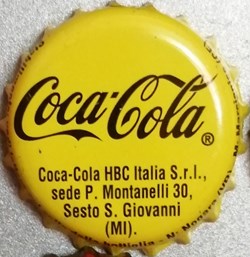 Coca-Cola®
Coca-Cola HBC Italia S.r.l.,
sede P. Montanelli 30,
Sesto S. Giovanni
(MI).